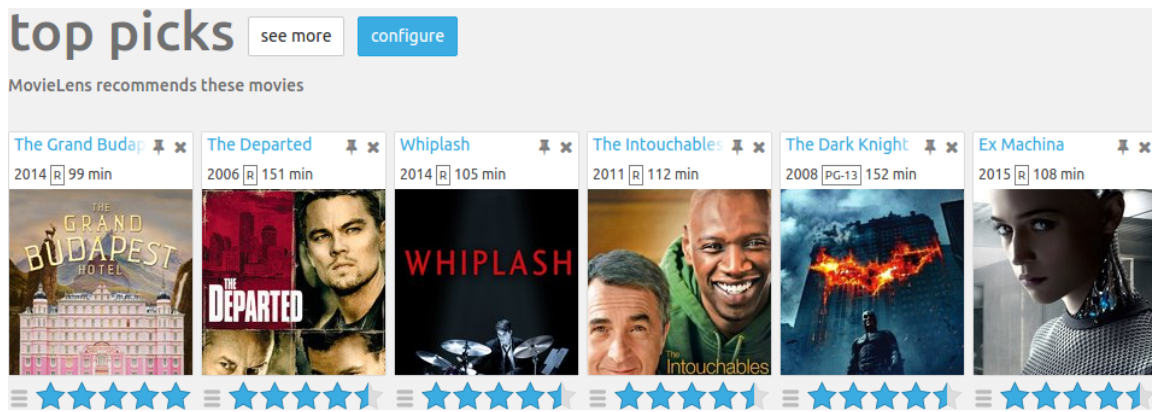 top picks see more configure
MovieLens recommends these movies
The Grand Budap The Departed Whiplash The Intouchables The Dark Knight Ex Machina
2014 R 99 min 2006 R 151 min 2014 R 105 min 2011 R 112 min 2008 PG-13 152 min 2015 R 108 min
THE
GRAND
BUDAPEST
HOTEL
THE
DEPARTED
WHIPLASH
The
Intouchables